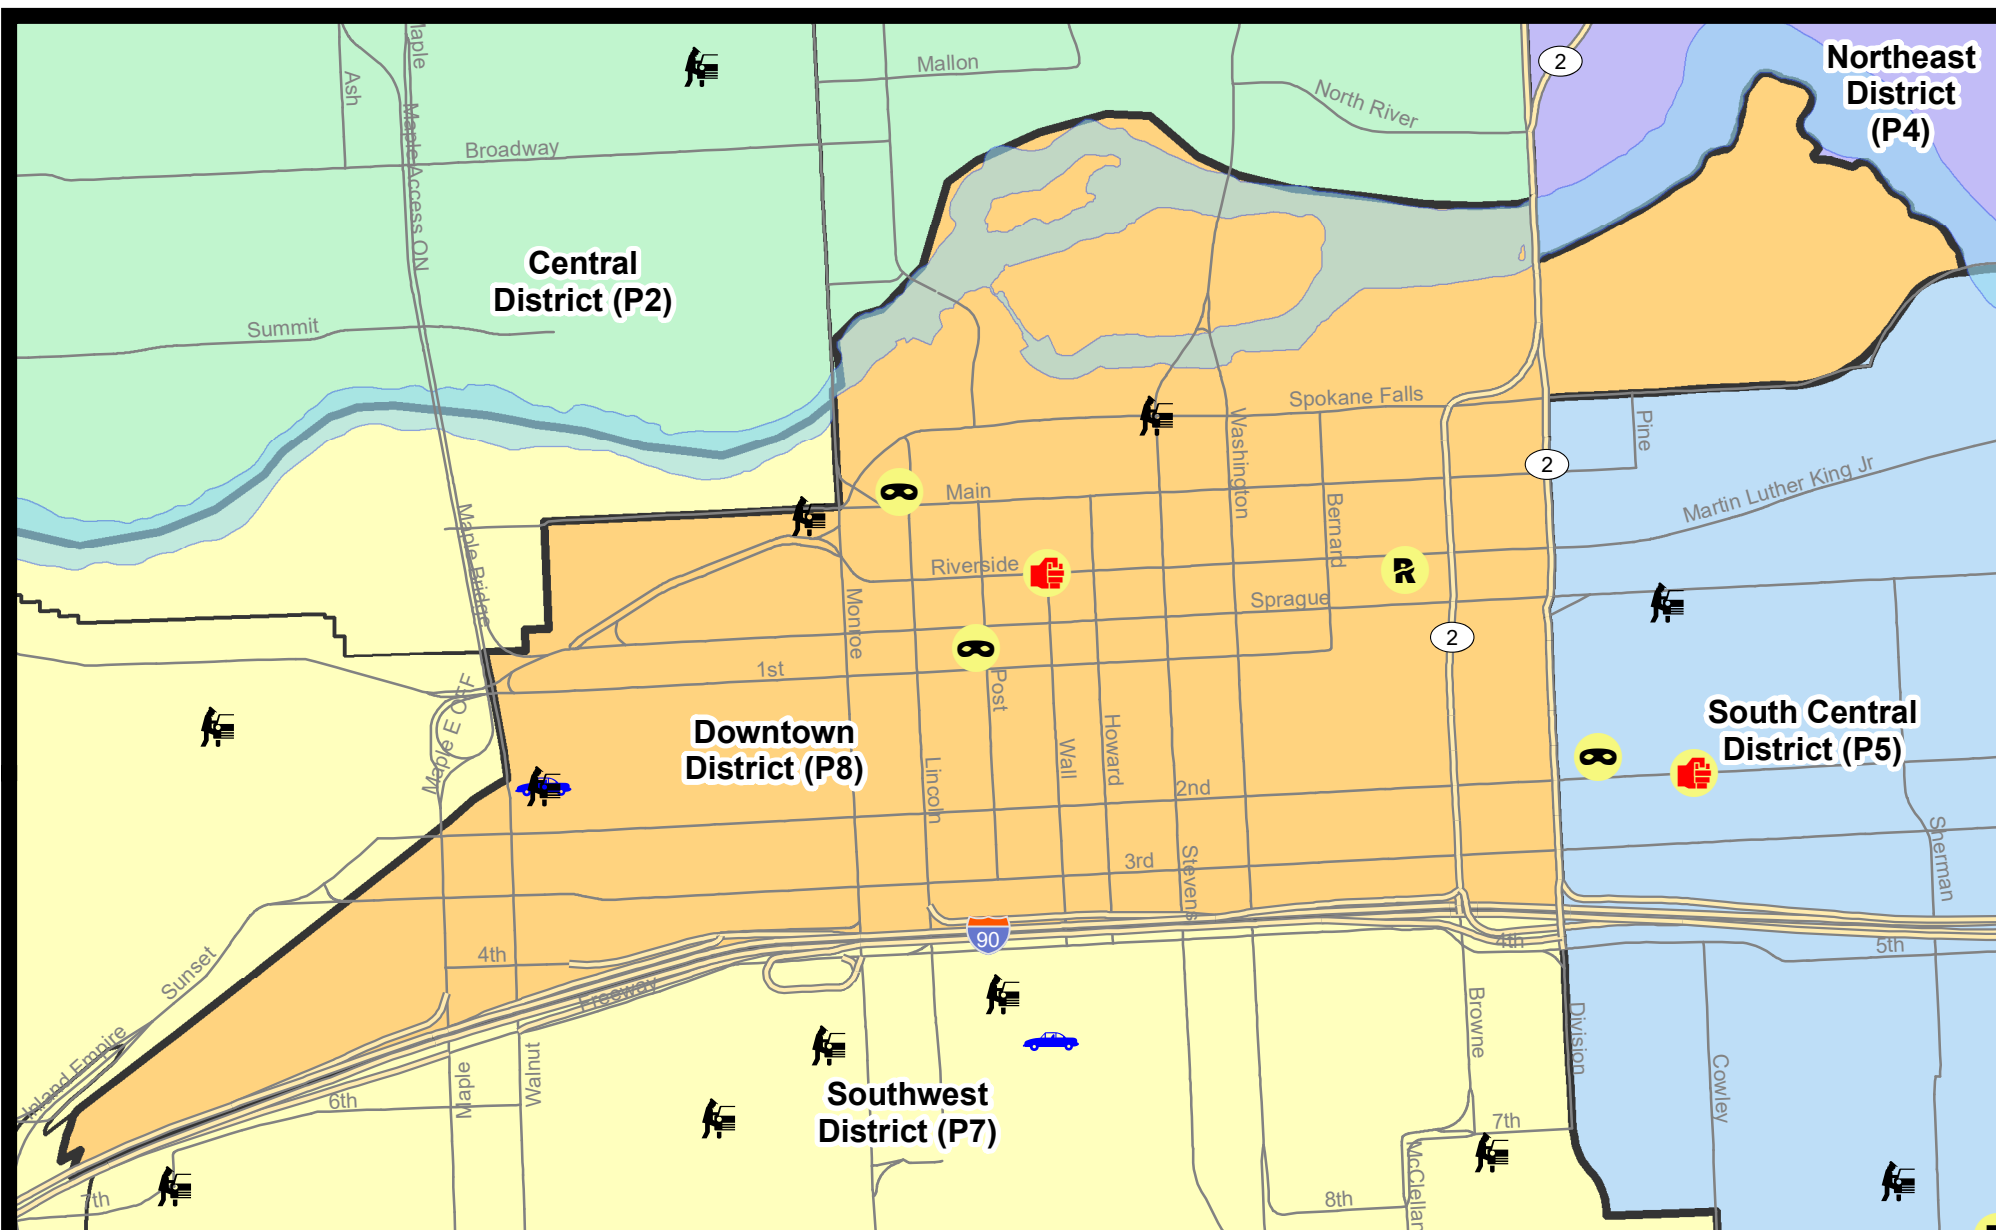 Maple
2
Northeast
District
(P4)
Mallon
Ash
North River
Maple Access ON
Broadway
Central
District (P2)
Summit
Spokane Falls
Washington
Pine
2
Martin Luther King Jr
Main
Bernard
Maple Bridge
Riverside
R
Monroe
Sprague
2
1st
Post
Maple E OFF
Downtown
District (P8)
South Central
District (P5)
Wall
Howard
Lincoln
2nd
Sherman
3rd
Stevens
90
4th
4th
5th
Sunset
Freeway
Browne
Division
Inland Empire
Maple
Walnut
Cowley
6th
Southwest
District (P7)
7th
McClellan
7th
8th